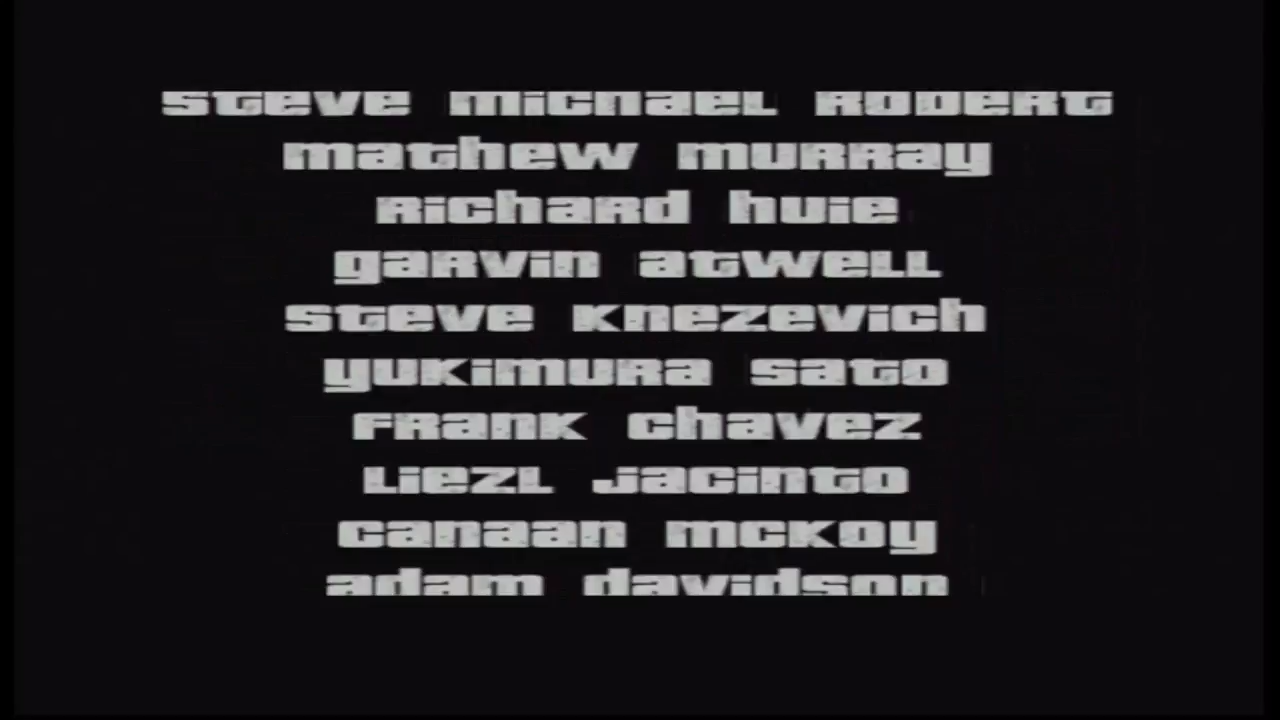 steve michael Robert
mathew murray
Richard huie
garvin atwell
steve knezevich
yukimura sato
frank chavez
Liezl jacinto
canaan mckoy
adam davidson